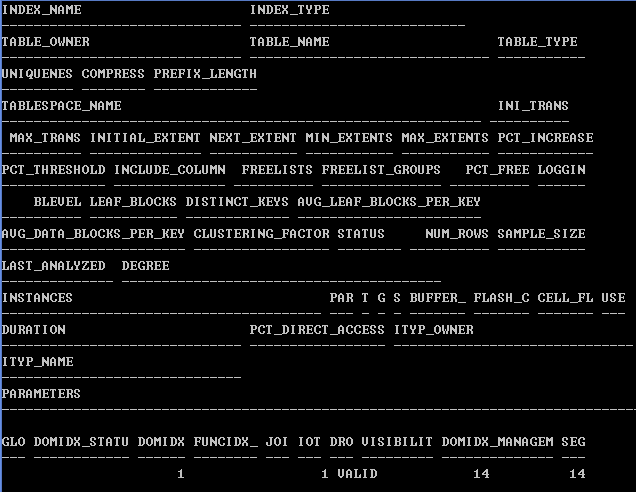 INDEX_NAME INDEX_TYPE
------------------------------ ---------------------------
TABLE_OWNER TABLE_NAME TABLE_TYPE
------------------------------ ------------------------------ -----------
UNIQUENES COMPRESS PREFIX_LENGTH
--------- -------- -------------
TABLESPACE_NAME INI_TRANS
------------------------------------------------------------ ----------
MAX_TRANS INITIAL_EXTENT NEXT_EXTENT MIN_EXTENTS MAX_EXTENTS PCT_INCREASE
---------- -------------- ----------- ----------- ----------- ------------
PCT_THRESHOLD INCLUDE_COLUMN FREELISTS FREELIST_GROUPS PCT_FREE LOGGIN
------------- -------------- ---------- --------------- ---------- ------
BLEVEL LEAF_BLOCKS DISTINCT_KEYS AVG_LEAF_BLOCKS_PER_KEY
---------- ----------- ------------- -----------------------
AVG_DATA_BLOCKS_PER_KEY CLUSTERING_FACTOR STATUS NUM_ROWS SAMPLE_SIZE
----------------------- ----------------- -------- ---------- -----------
LAST_ANALYZED DEGREE
-------------- ----------------------------------------
INSTANCES PAR T G S BUFFER_ FLASH_C CELL_FL USE
---------------------------------------- --- - - - ------- ------- ------- ---
DURATION PCT_DIRECT_ACCESS ITYP_OWNER
------------------------------ ----------------- ------------------------------
ITYP_NAME
------------------------------
PARAMETERS
--------------------------------------------------------------------------------
GLO DOMIDX_STATU DOMIDX FUNCIDX_ JOI IOT DRO VISIBILIT DOMIDX_MANAGEM SEG
--- ------------ ------ -------- --- --- --- --------- -------------- ---
1 1 VALID 14 14